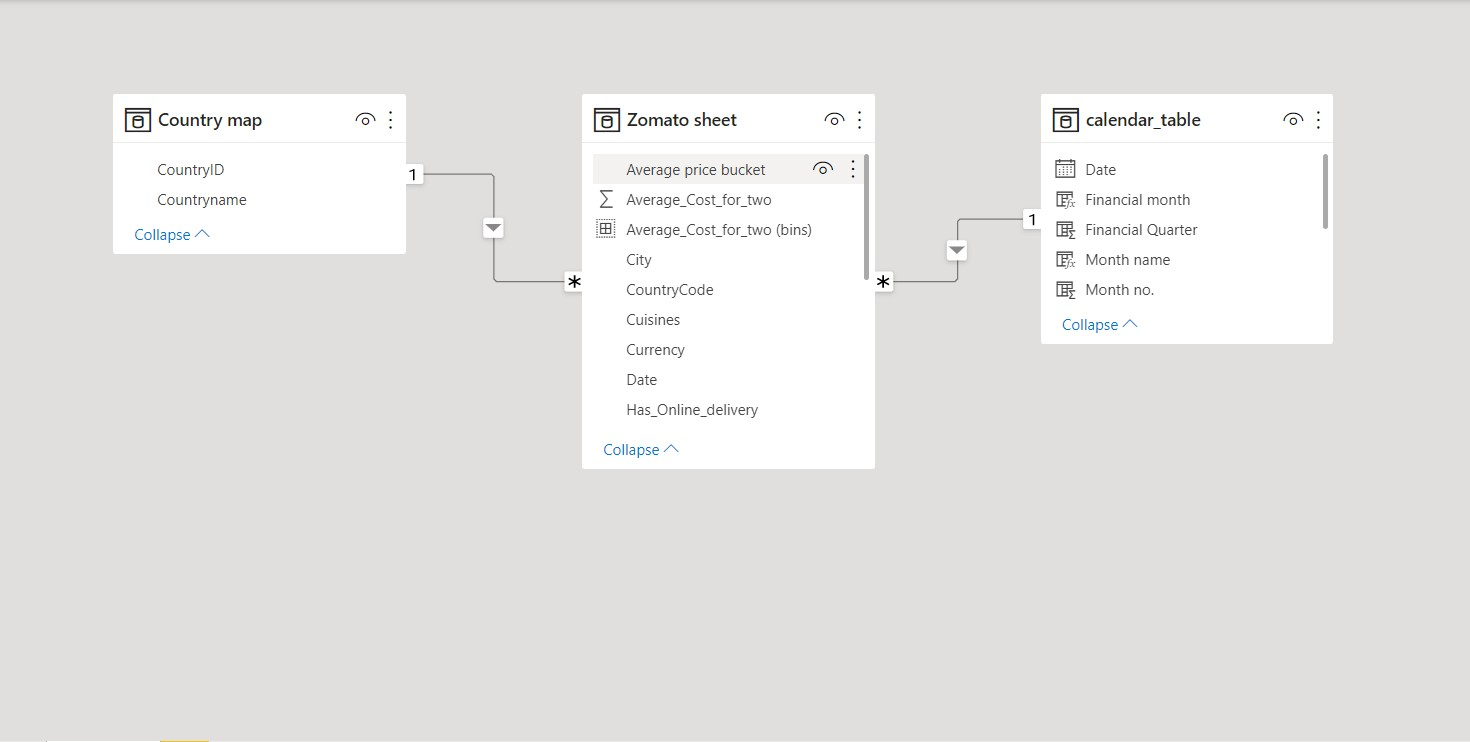 Country map
CountryID
Countryname
Collapse
1
*
Zomato sheet
Average price bucket
Average_Cost_for_two
Average_Cost_for_two (bins)
City
CountryCode
Cuisines
Currency
Date
Has_Online_delivery
Collapse
*
1
calendar_table
Date
Financial month
Financial Quarter
Month name
Month no.
Collapse